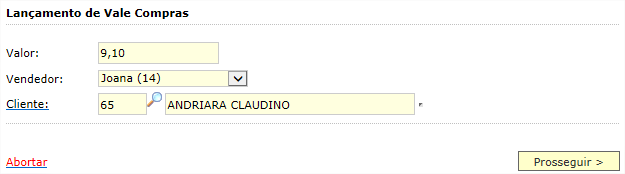 Lançamento de Vale Compras
Valor: 9,10
Vendedor: Joana (14)
Cliente: 65 ANDRIARA CLAUDINO
Abortar Prosseguir >